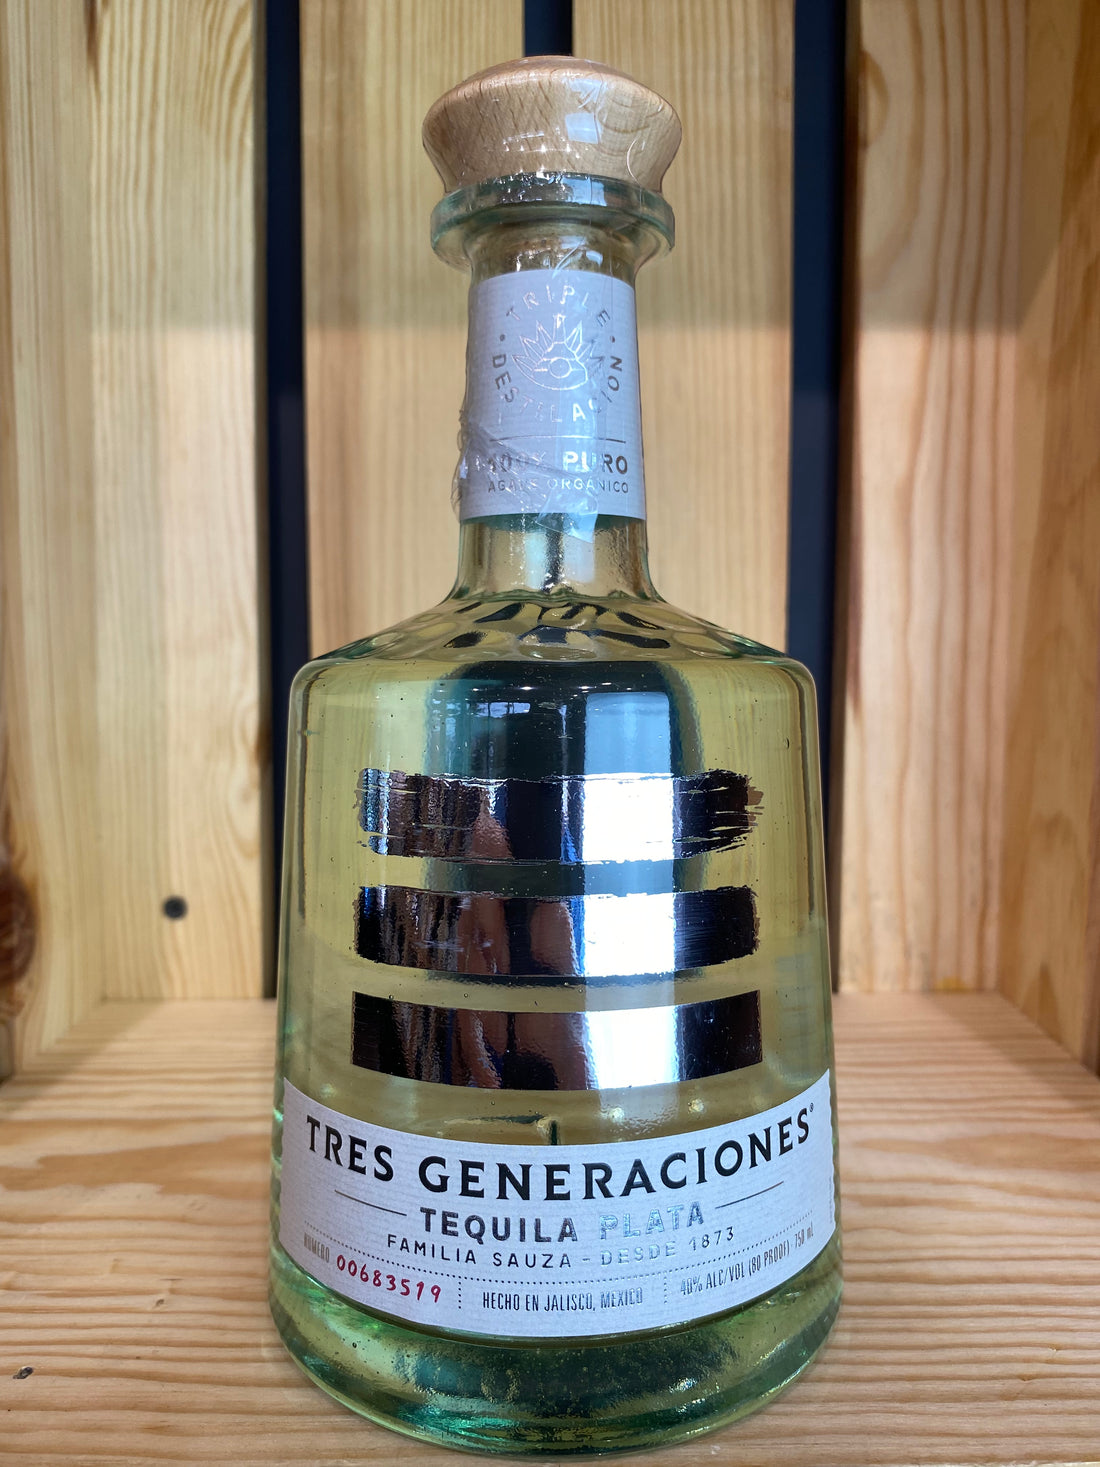 TRIPLE
• DESTILACION •
100% PURO
AGAVE ORGANICO
TRES GENERACIONES®
TEQUILA PLATA
FAMILIA SAUZA - DESDE 1873
NUMERO 00683519
HECHO EN JALISCO, MEXICO
40% ALC/VOL (80 PROOF) · 750 mL